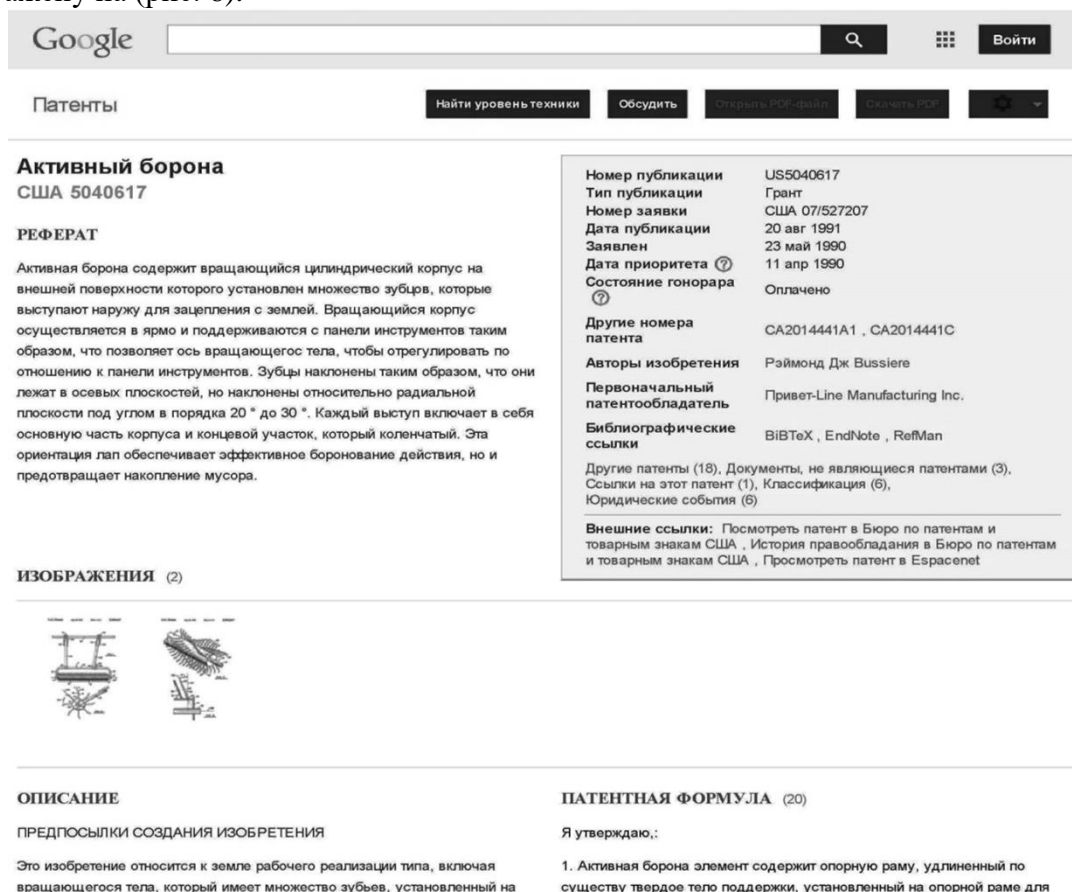 на (рис. 8).
Google
Войти
Патенты
Найти уровень техники
Обсудить
Открыть PDF-файл
Скачать PDF
Активный борона
США 5040617
РЕФЕРАТ
Активная борона содержит вращающийся цилиндрический корпус на
внешней поверхности которого установлен множество зубцов, которые
выступают наружу для зацепления с землей. Вращающийся корпус
осуществляется в ярмо и поддерживаются с панели инструментов таким
образом, что позволяет ось вращающегос тела, чтобы отрегулировать по
отношению к панели инструментов. Зубцы наклонены таким образом, что они
лежат в осевых плоскостей, но наклонены относительно радиальной
плоскости под углом в порядка 20 ° до 30 °. Каждый выступ включает в себя
основную часть корпуса и концевой участок, который коленчатый. Эта
ориентация лап обеспечивает эффективное боронование действия, но и
предотвращает накопление мусора.
Номер публикации US5040617
Тип публикации Грант
Номер заявки США 07/527207
Дата публикации 20 авг 1991
Заявлен 23 май 1990
Дата приоритета ? 11 апр 1990
Состояние гонорара ? Оплачено
Другие номера патента CA2014441A1 , CA2014441C
Авторы изобретения Рэймонд Дж Bussiere
Первоначальный патентообладатель Привет-Line Manufacturing Inc.
Библиографические ссылки BiBTeX , EndNote , RefMan
Другие патенты (18), Документы, не являющиеся патентами (3),
Ссылки на этот патент (1), Классификация (6),
Юридические события (6)
Внешние ссылки: Посмотреть патент в Бюро по патентам и
товарным знакам США , История правообладания в Бюро по патентам
и товарным знакам США , Просмотреть патент в Espacenet
ИЗОБРАЖЕНИЯ (2)
ОПИСАНИЕ
ПРЕДПОСЫЛКИ СОЗДАНИЯ ИЗОБРЕТЕНИЯ
Это изобретение относится к земле рабочего реализации типа, включая
вращающегося тела, который имеет множество зубьев, установленный на
ПАТЕНТНАЯ ФОРМУЛА (20)
Я утверждаю,:
1. Активная борона элемент содержит опорную раму, удлиненный по
существу твердое тело поддержки, установленный на опорной раме для